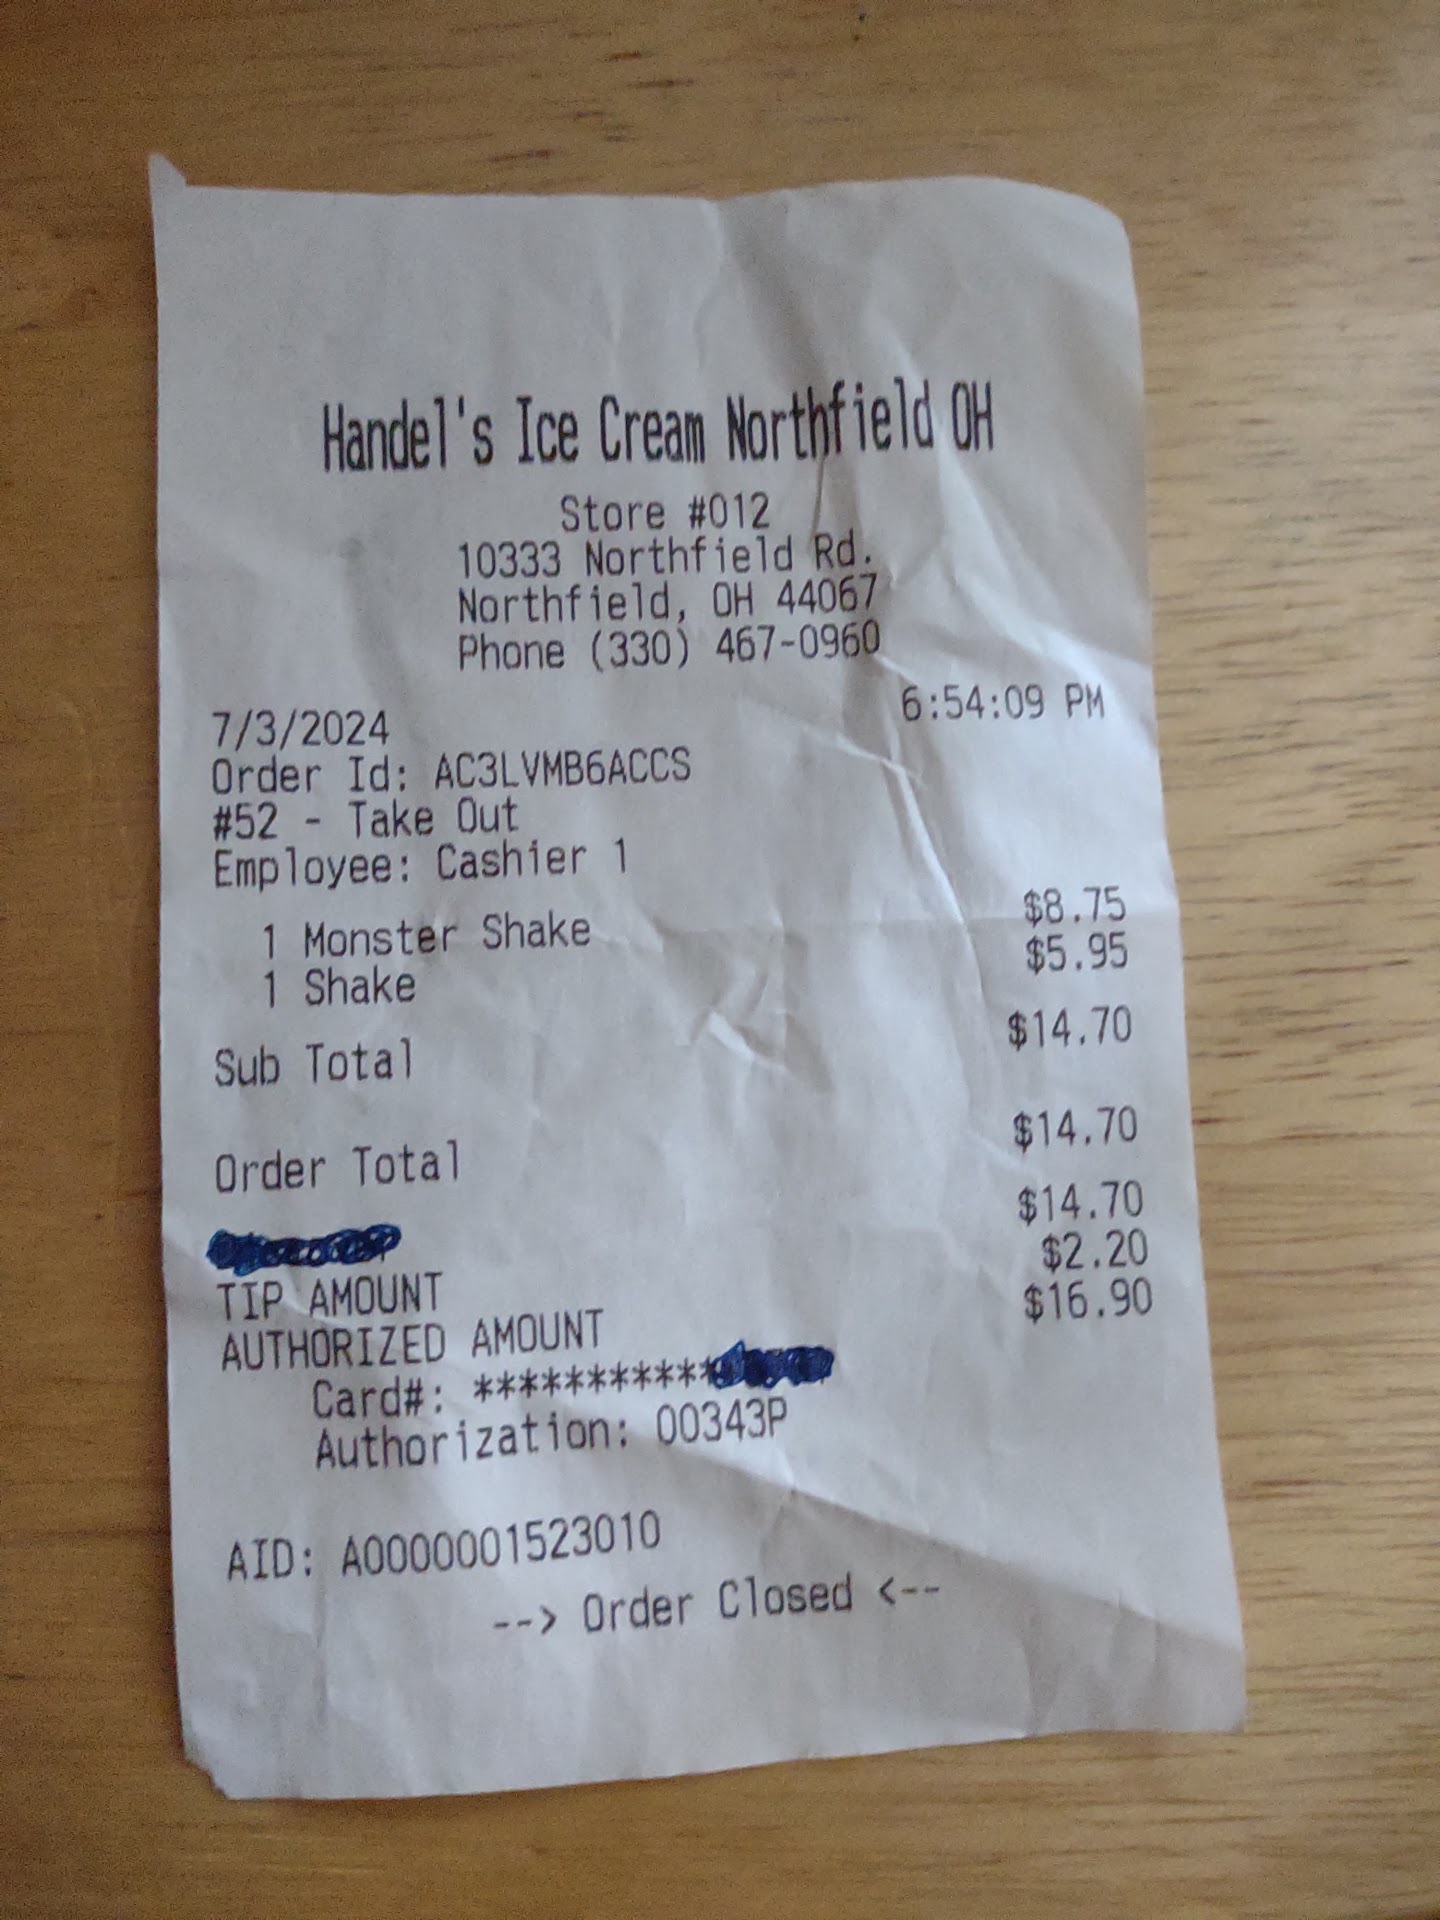 Handel's Ice Cream Northfield OH
Store #012
10333 Northfield Rd.
Northfield, OH 44067
Phone (330) 467-0960
7/3/2024 6:54:09 PM
Order Id: AC3LVMB6ACCS
#52 - Take Out
Employee: Cashier 1
1 Monster Shake $8.75
1 Shake $5.95
Sub Total $14.70
Order Total $14.70
$14.70
TIP AMOUNT $2.20
AUTHORIZED AMOUNT $16.90
Card#: ***********
Authorization: 00343P
AID: A0000001523010
--> Order Closed <--